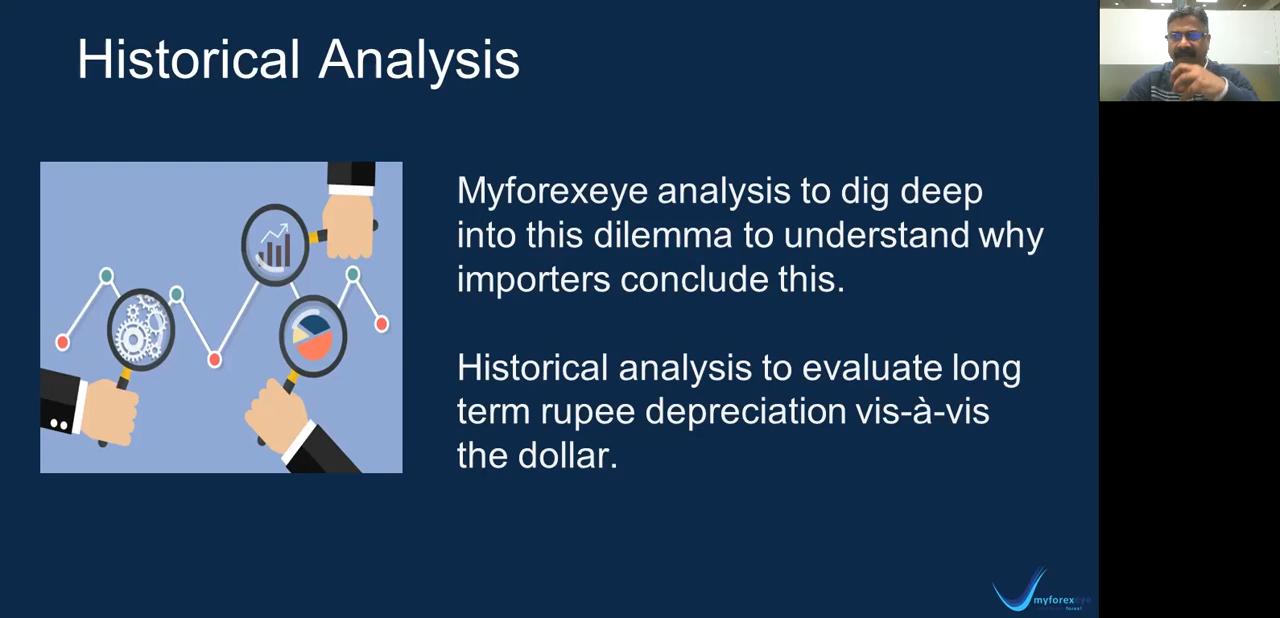 Historical Analysis
Myforexeye analysis to dig deep
into this dilemma to understand why
importers conclude this.
Historical analysis to evaluate long
term rupee depreciation vis-à-vis
the dollar.
myforexeye
forex!